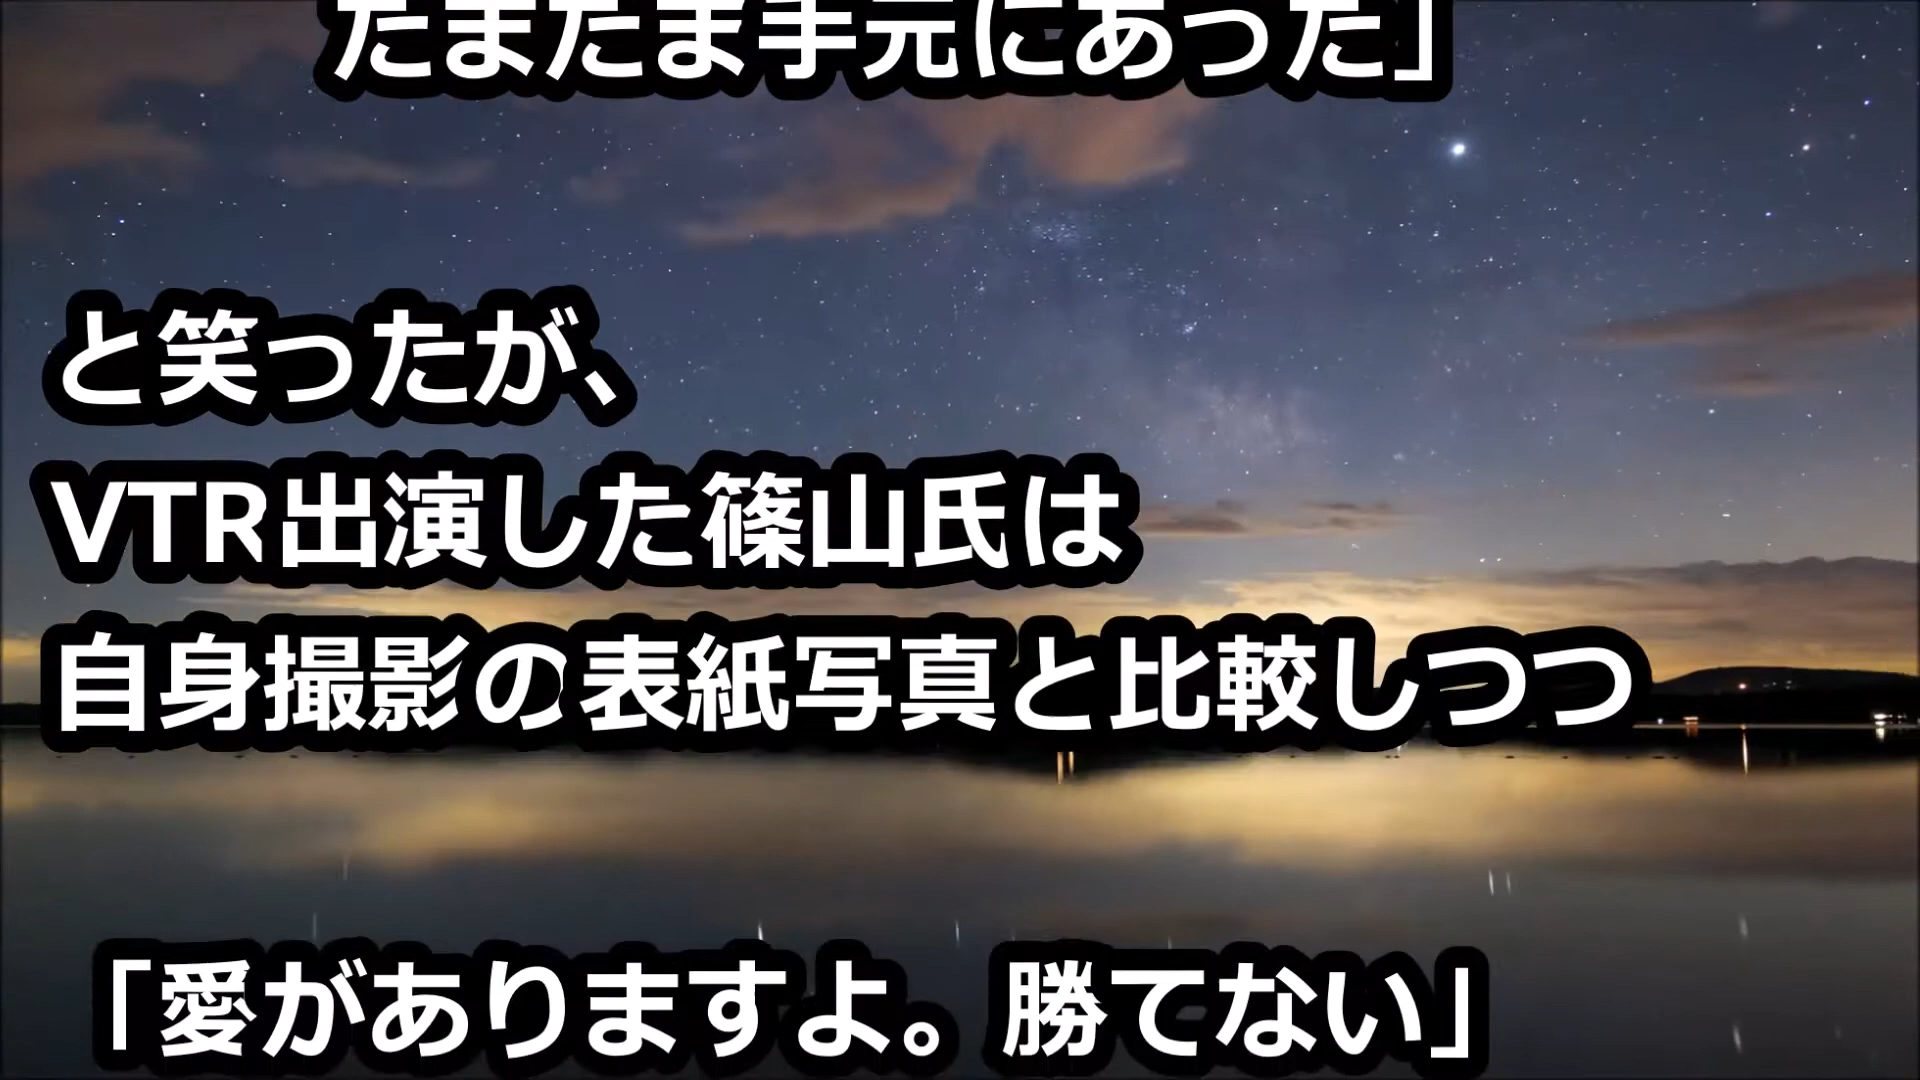 たまたま手元にあった」
と笑ったが、
VTR出演した篠山氏は
自身撮影の表紙写真と比較しつつ
「愛がありますよ。勝てない」